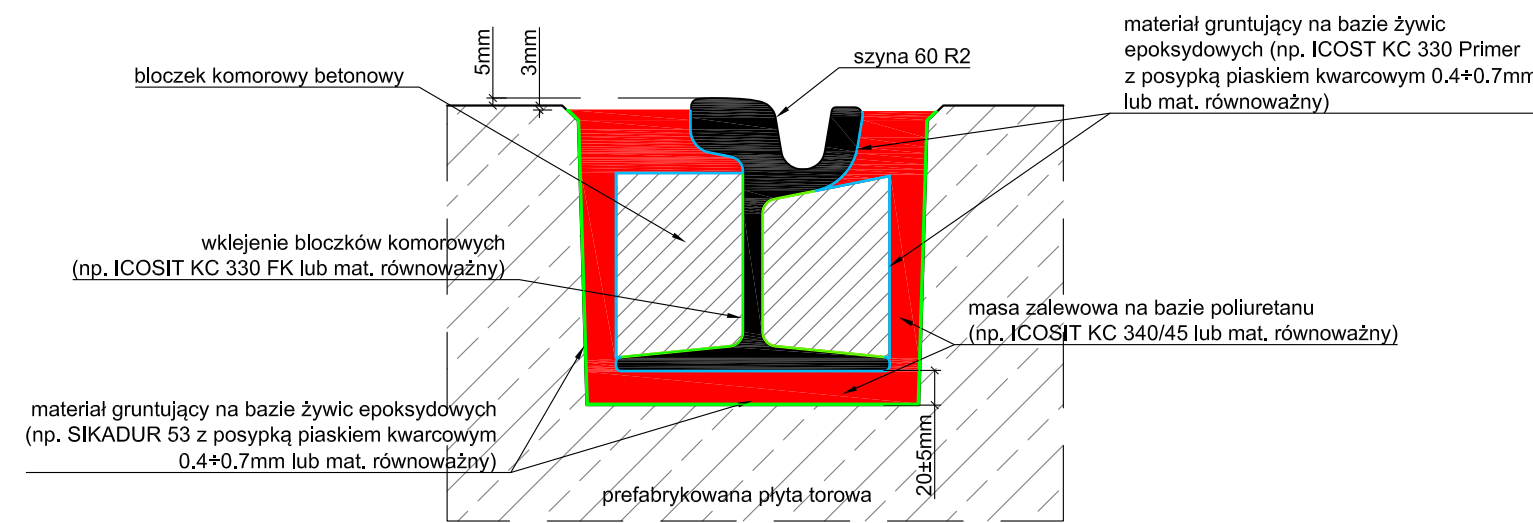 materiał gruntujący na bazie żywic
epoksydowych (np. ICOST KC 330 Primer
z posypką piaskiem kwarcowym 0.4÷0.7mm
lub mat. równoważny)
5mm
3mm
szyna 60 R2
bloczek komorowy betonowy
wklejenie bloczków komorowych
(np. ICOSIT KC 330 FK lub mat. równoważny)
masa zalewowa na bazie poliuretanu
(np. ICOSIT KC 340/45 lub mat. równoważny)
materiał gruntujący na bazie żywic epoksydowych
(np. SIKADUR 53 z posypką piaskiem kwarcowym
0.4÷0.7mm lub mat. równoważny)
20±5mm
prefabrykowana płyta torowa